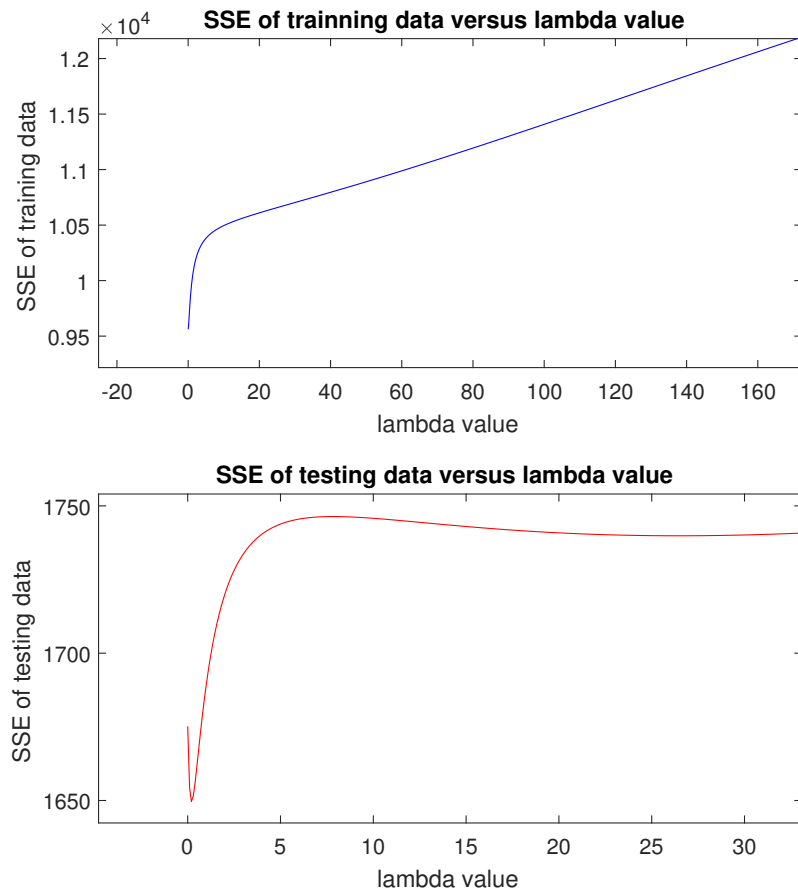 SSE of trainning data versus lambda value
×10⁴
1.2
1.15
1.1
1.05
1
0.95
SSE of training data
-20 0 20 40 60 80 100 120 140 160
lambda value
SSE of testing data versus lambda value
1750
1700
1650
SSE of testing data
0 5 10 15 20 25 30
lambda value